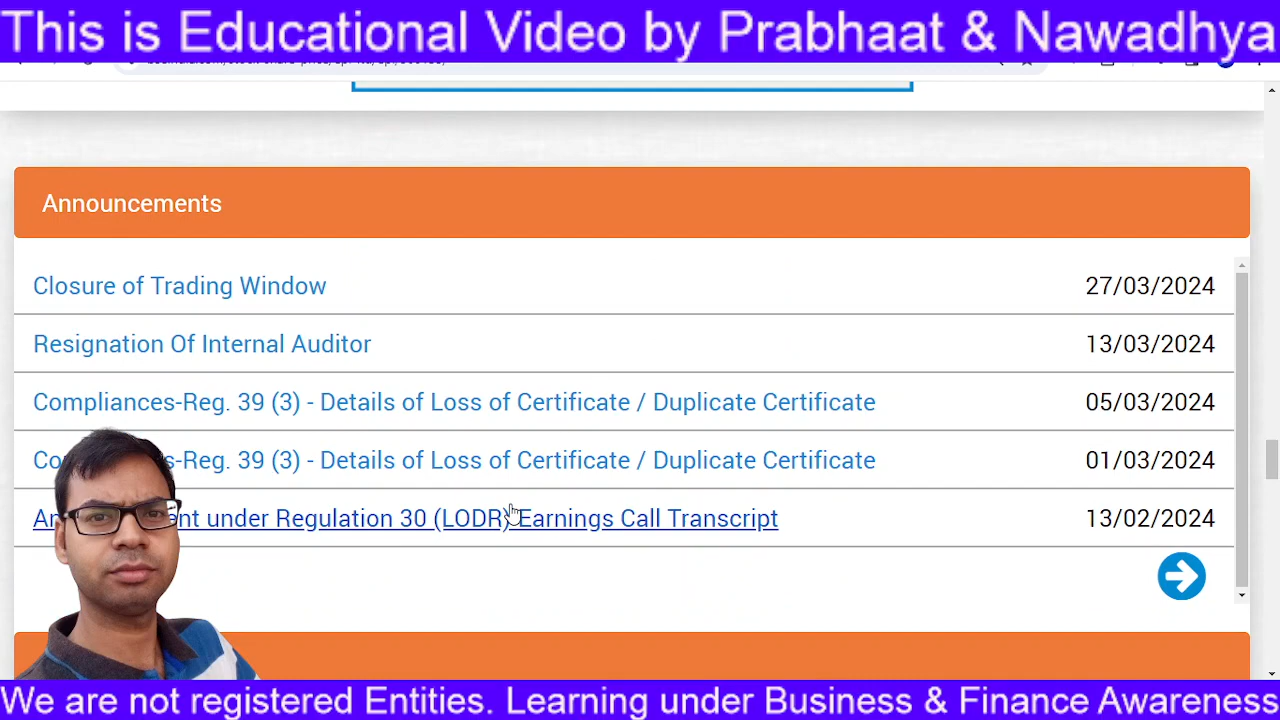 This is Educational Video by Prabhaat & Nawadhya
Announcements
Closure of Trading Window 27/03/2024
Resignation Of Internal Auditor 13/03/2024
Compliances-Reg. 39 (3) - Details of Loss of Certificate / Duplicate Certificate 05/03/2024
-Reg. 39 (3) - Details of Loss of Certificate / Duplicate Certificate 01/03/2024
under Regulation 30 (LODR)-Earnings Call Transcript 13/02/2024
We are not registered Entities. Learning under Business & Finance Awareness